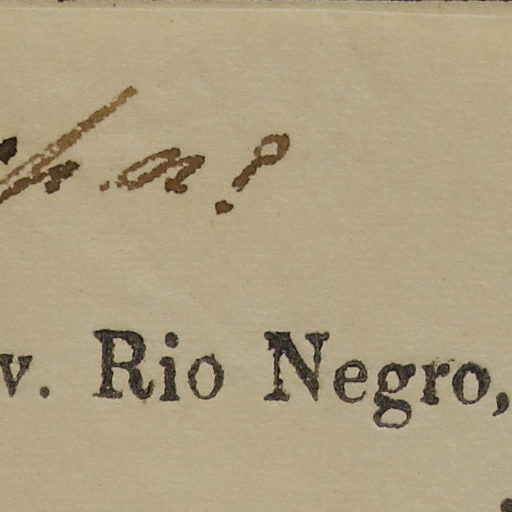 n?
v. Rio Negro,